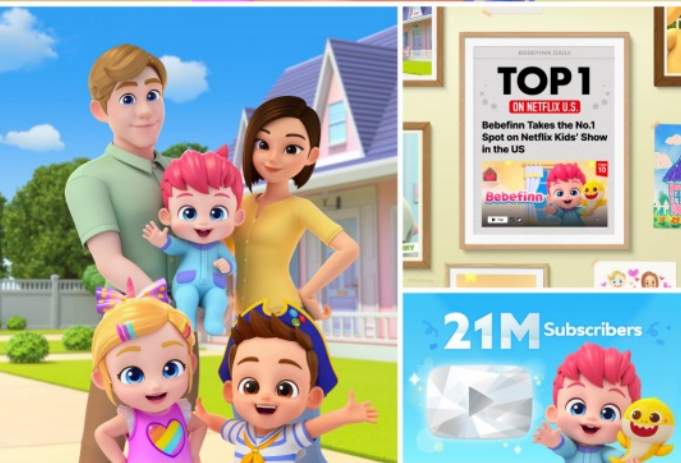 BEBEFINN DAILY
TOP 1
ON NETFLIX U.S.
Bebefinn Takes the No.1
Spot on Netflix Kids' Show
in the US
TOP
10
Bebefinn
21M Subscribers